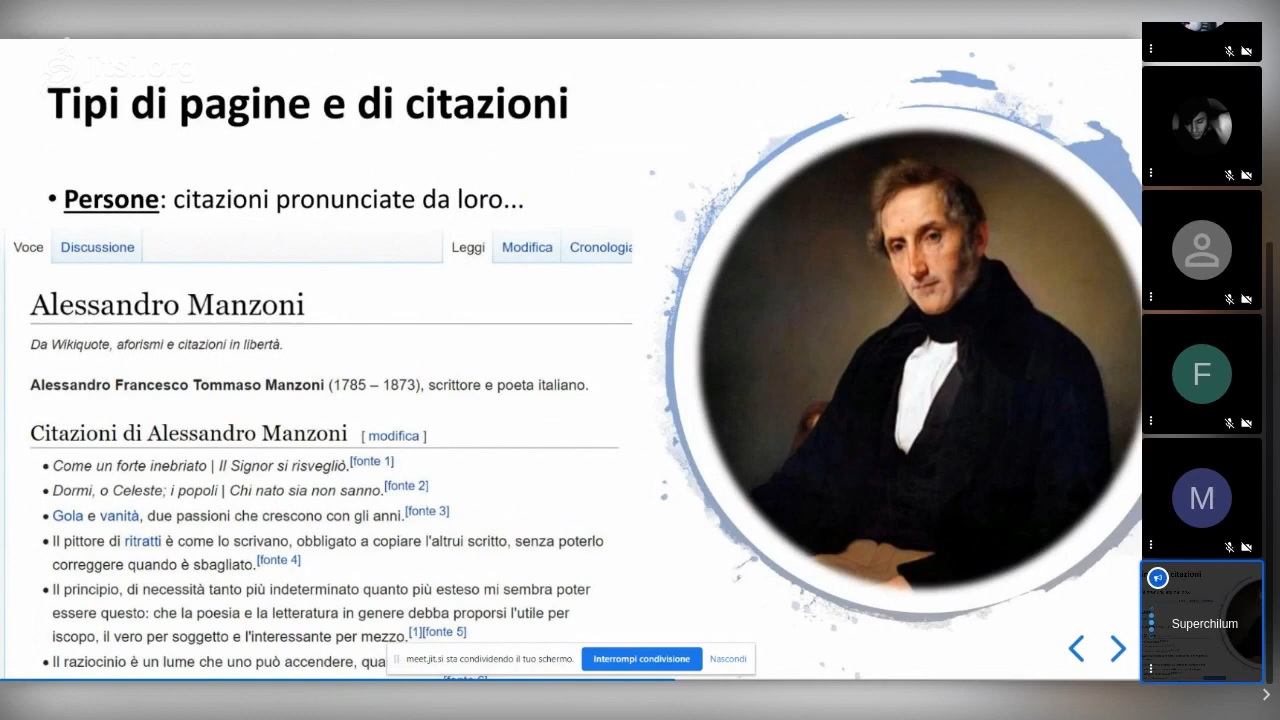 jitsi.org
Tipi di pagine e di citazioni
• Persone: citazioni pronunciate da loro...
Voce Discussione Leggi Modifica Cronologia
Alessandro Manzoni
Da Wikiquote, aforismi e citazioni in libertà.
Alessandro Francesco Tommaso Manzoni (1785 – 1873), scrittore e poeta italiano.
Citazioni di Alessandro Manzoni [ modifica ]
• Come un forte inebriato | Il Signor si risvegliò.[fonte 1]
• Dormi, o Celeste; i popoli | Chi nato sia non sanno.[fonte 2]
• Gola e vanità, due passioni che crescono con gli anni.[fonte 3]
• Il pittore di ritratti è come lo scrivano, obbligato a copiare l'altrui scritto, senza poterlo
correggere quando è sbagliato.[fonte 4]
• Il principio, di necessità tanto più indeterminato quanto più esteso mi sembra poter
essere questo: che la poesia e la letteratura in genere debba proporsi l'utile per
iscopo, il vero per soggetto e l'interessante per mezzo.[1][fonte 5]
• Il raziocinio è un lume che uno può accendere,
meet.jit.si sta condividendo il tuo schermo. Interrompi condivisione Nascondi
F
M
citazioni
Superchilum